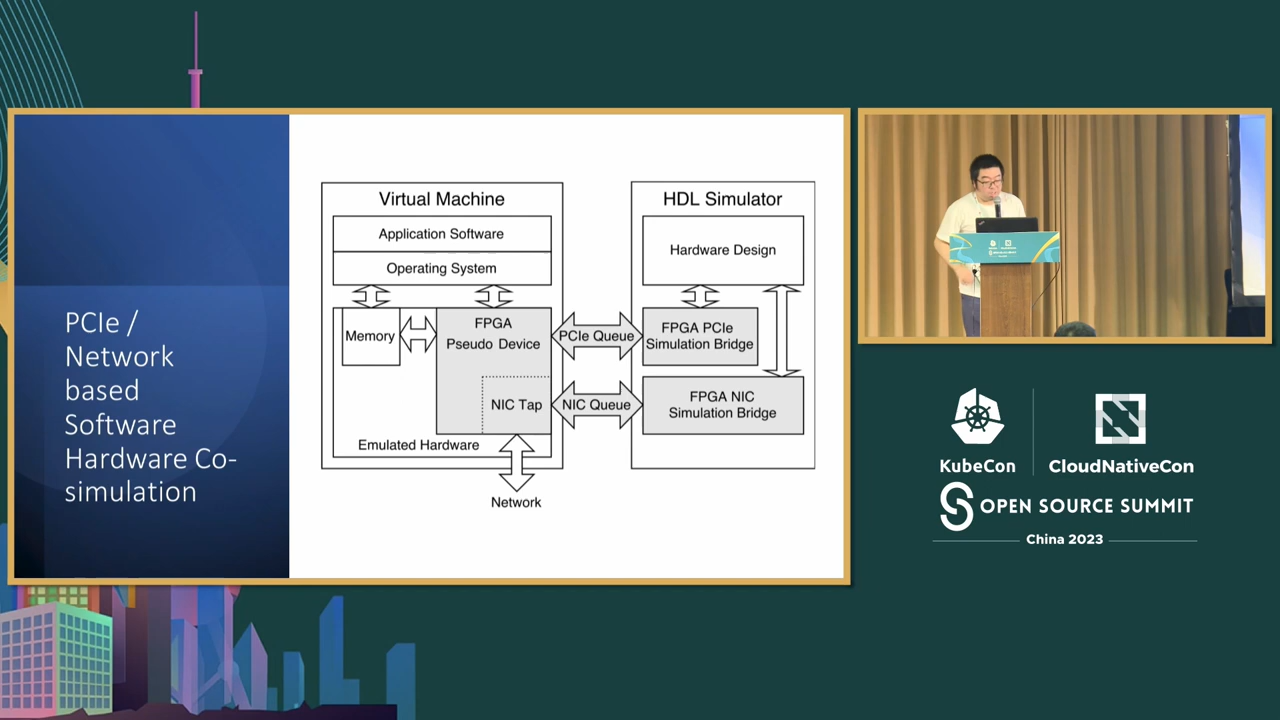 PCIe /
Network
based
Software
Hardware Co-
simulation
Virtual Machine
Application Software
Operating System
Memory
FPGA
Pseudo Device
NIC Tap
Emulated Hardware
Network
PCIe Queue
NIC Queue
HDL Simulator
Hardware Design
FPGA PCIe
Simulation Bridge
FPGA NIC
Simulation Bridge
KubeCon
CloudNativeCon
OPEN SOURCE SUMMIT
China 2023